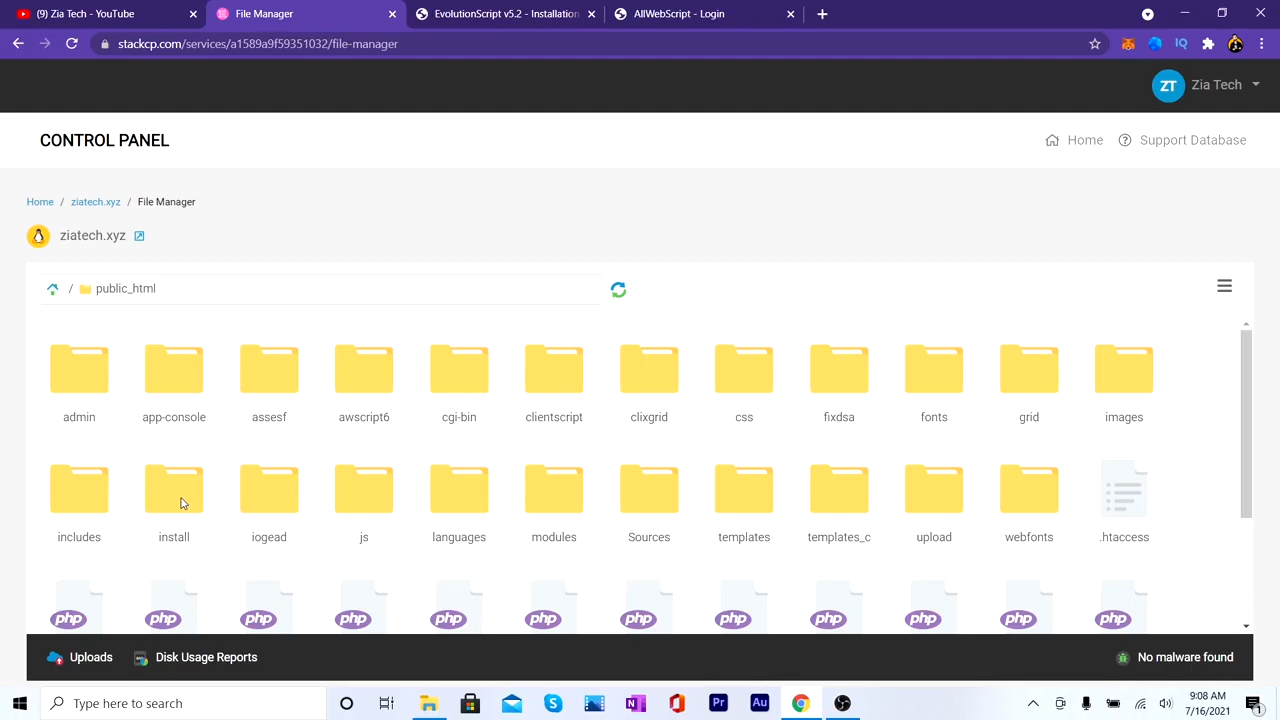 (9) Zia Tech - YouTube
File Manager
EvolutionScript v5.2 - Installation
AllWebScript - Login
stackcp.com/services/a1589a9f59351032/file-manager
IQ
ZT Zia Tech
CONTROL PANEL
Home
Support Database
Home / ziatech.xyz / File Manager
ziatech.xyz
/ public_html
admin app-console assesf awscript6 cgi-bin clientscript clixgrid css fixdsa fonts grid images
includes install iogead js languages modules Sources templates templates_c upload webfonts .htaccess
php php php php php php php php php php php php
Uploads
Disk Usage Reports
No malware found
Type here to search
N
Pr
Au
9:08 AM
7/16/2021
1